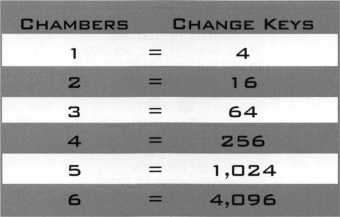 CHAMBERS CHANGE KEYS
1 = 4
2 = 16
3 = 64
4 = 256
5 = 1,024
6 = 4,096